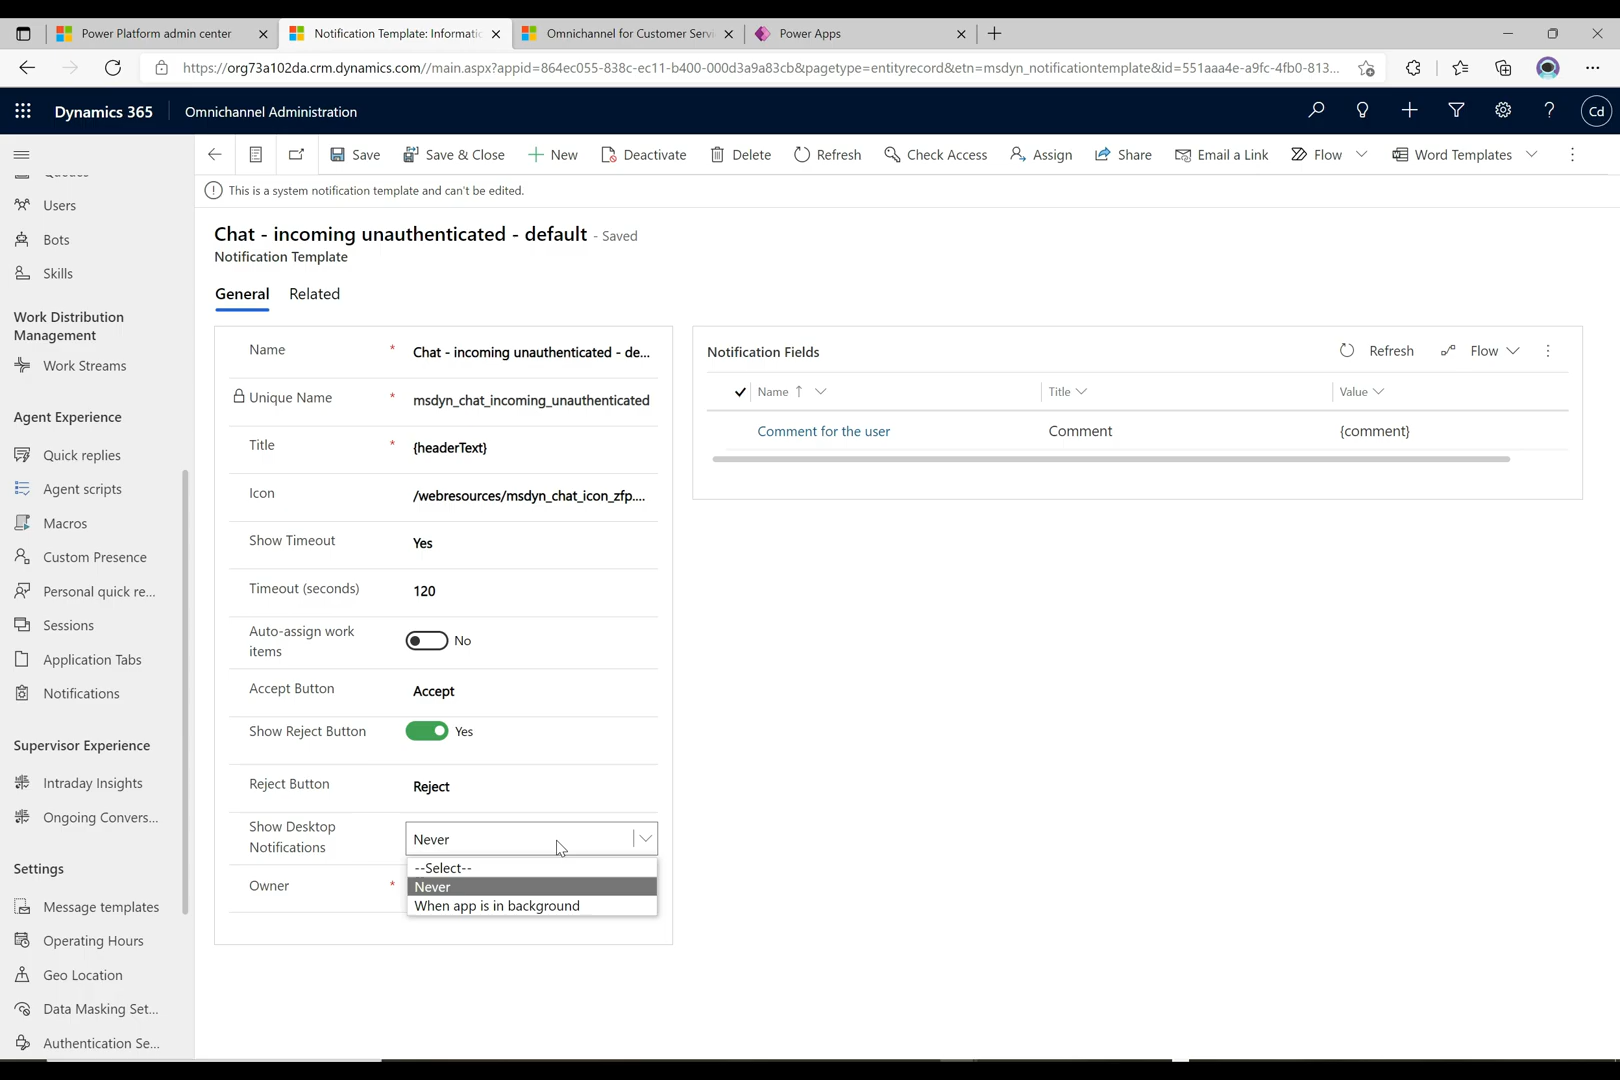 Power Platform admin center
Notification Template: Informatic
Omnichannel for Customer Servi
Power Apps
https://org73a102da.crm.dynamics.com//main.aspx?appid=864ec055-838c-ec11-b400-000d3a9a83cb&pagetype=entityrecord&etn=msdyn_notificationtemplate&id=551aaa4e-a9fc-4fb0-813...
Dynamics 365
Omnichannel Administration
Cd
Save
Save & Close
New
Deactivate
Delete
Refresh
Check Access
Assign
Share
Email a Link
Flow
Word Templates
This is a system notification template and can't be edited.
Queues
Users
Bots
Skills
Work Distribution
Management
Work Streams
Agent Experience
Quick replies
Agent scripts
Macros
Custom Presence
Personal quick re...
Sessions
Application Tabs
Notifications
Supervisor Experience
Intraday Insights
Ongoing Convers...
Settings
Message templates
Operating Hours
Geo Location
Data Masking Set...
Authentication Se...
Chat - incoming unauthenticated - default - Saved
Notification Template
General
Related
Name * Chat - incoming unauthenticated - de...
Unique Name * msdyn_chat_incoming_unauthenticated
Title * {headerText}
Icon /webresources/msdyn_chat_icon_zfp....
Show Timeout Yes
Timeout (seconds) 120
Auto-assign work
items
No
Accept Button Accept
Show Reject Button Yes
Reject Button Reject
Show Desktop
Notifications
Never
--Select--
Never
When app is in background
Owner *
Notification Fields
Refresh
Flow
Name
Title
Value
Comment for the user
Comment
{comment}